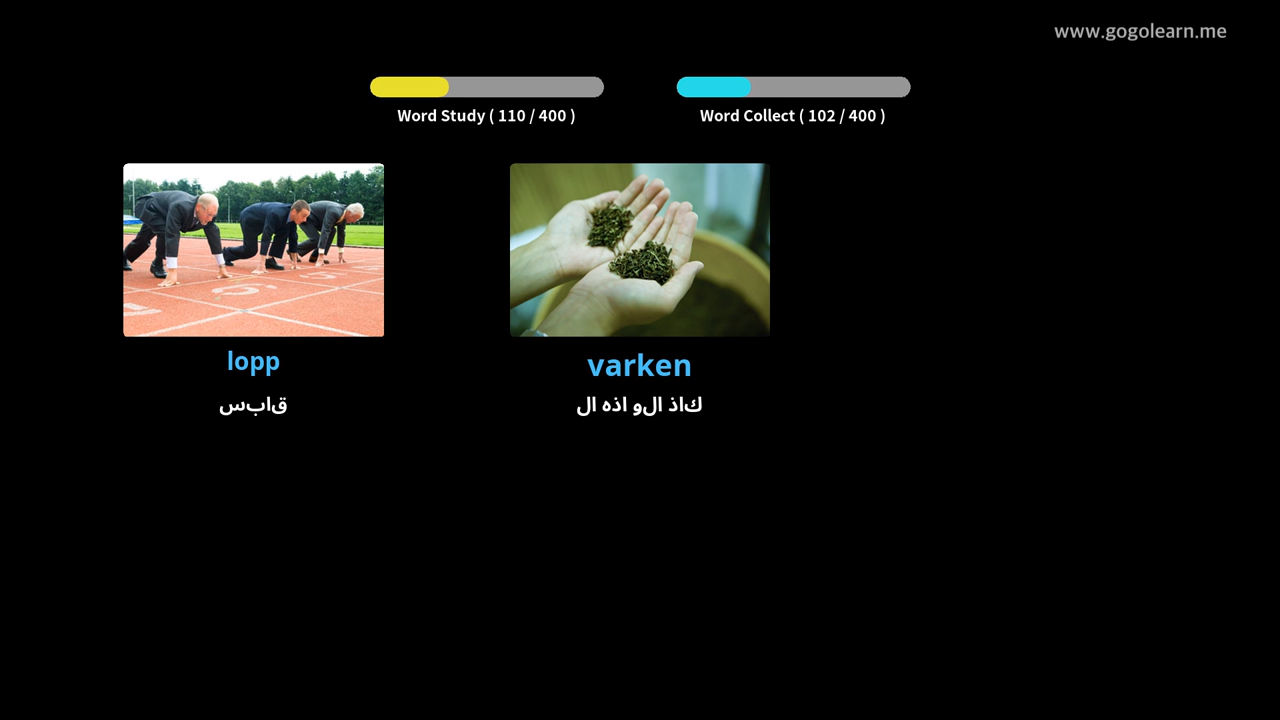 www.gogolearn.me
Word Study ( 110 / 400 )
Word Collect ( 102 / 400 )
lopp
قابس
varken
كاذ الو اذه ال